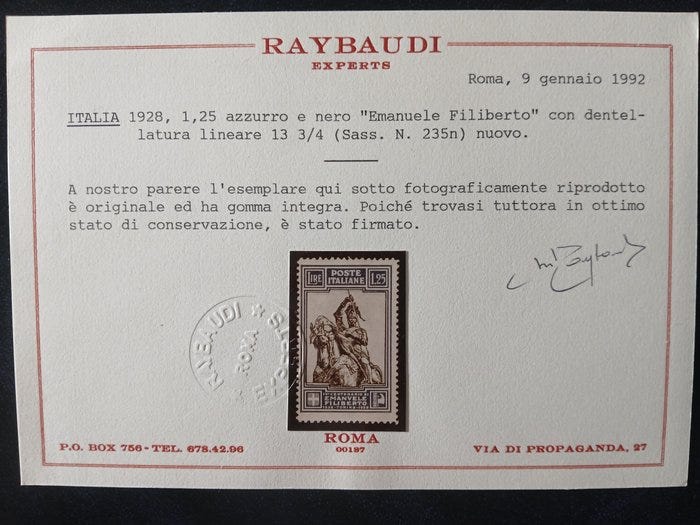 RAYBAUDI
EXPERTS
Roma, 9 gennaio 1992
ITALIA 1928, 1,25 azzurro e nero "Emanuele Filiberto" con dentel-
latura lineare 13 3/4 (Sass. N. 235n) nuovo.
A nostro parere l'esemplare qui sotto fotograficamente riprodotto
è originale ed ha gomma integra. Poiché trovasi tuttora in ottimo
stato di conservazione, è stato firmato.
LIRE
POSTE
ITALIANE
1.25
RAYBAUDI
ROMA
IV CENTENARIO DI
EMANUELE
FILIBERTO
ROMA
00187
P.O. BOX 756 - TEL. 678.42.96
VIA DI PROPAGANDA, 27